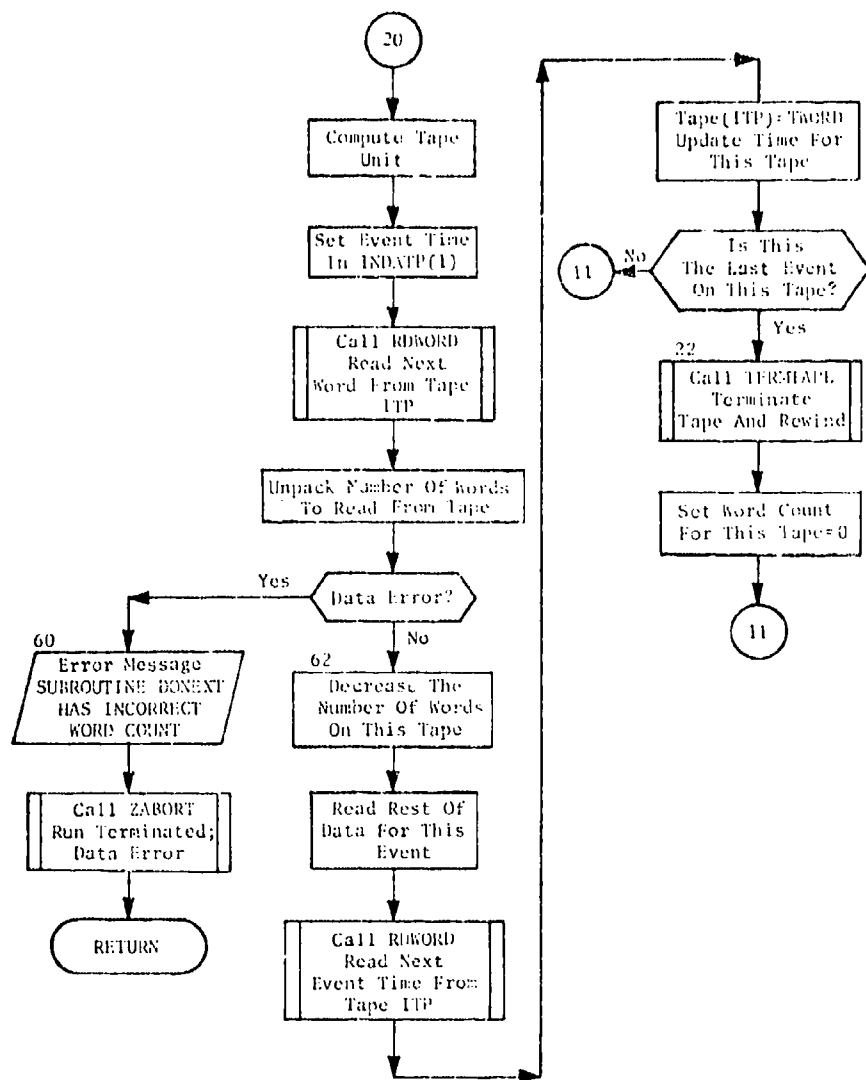 20
Compute Tape
Unit
Set Event Time
In INDATP(1)
Call RDWORD
Read Next
Word From Tape
ITP
Unpack Number Of Words
To Read From Tape
Data Error?
Yes
No
60
Error Message
SUBROUTINE DONEXT
HAS INCORRECT
WORD COUNT
Call ZABORT
Run Terminated;
Data Error
RETURN
62
Decrease The
Number Of Words
On This Tape
Read Rest Of
Data For This
Event
Call RDWORD
Read Next
Event Time From
Tape ITP
Tape(ITP)=TWORD
Update Time For
This Tape
Is This
The Last Event
On This Tape?
No
11
Yes
22
Call TERMTAPE
Terminate
Tape And Rewind
Set Word Count
For This Tape=0
11